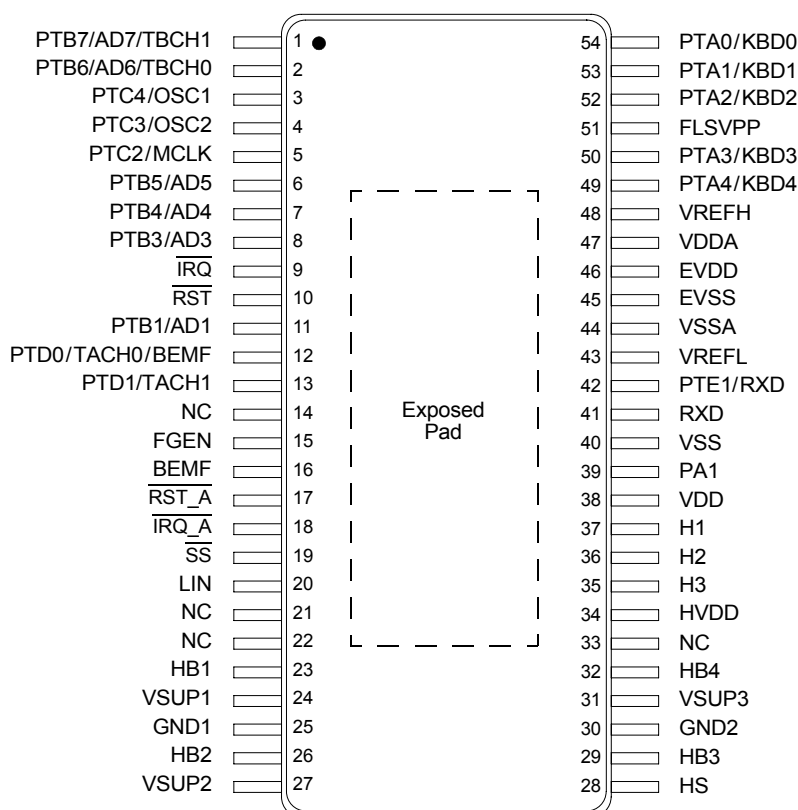 PTB7/AD7/TBCH1 1 54 PTA0/KBD0
PTB6/AD6/TBCH0 2 53 PTA1/KBD1
PTC4/OSC1 3 52 PTA2/KBD2
PTC3/OSC2 4 51 FLSVPP
PTC2/MCLK 5 50 PTA3/KBD3
PTB5/AD5 6 49 PTA4/KBD4
PTB4/AD4 7 48 VREFH
PTB3/AD3 8 47 VDDA
IRQ 9 46 EVDD
RST 10 45 EVSS
PTB1/AD1 11 44 VSSA
PTD0/TACH0/BEMF 12 43 VREFL
PTD1/TACH1 13 42 PTE1/RXD
NC 14 41 RXD
Exposed
Pad
FGEN 15 40 VSS
BEMF 16 39 PA1
RST_A 17 38 VDD
IRQ_A 18 37 H1
SS 19 36 H2
LIN 20 35 H3
NC 21 34 HVDD
NC 22 33 NC
HB1 23 32 HB4
VSUP1 24 31 VSUP3
GND1 25 30 GND2
HB2 26 29 HB3
VSUP2 27 28 HS